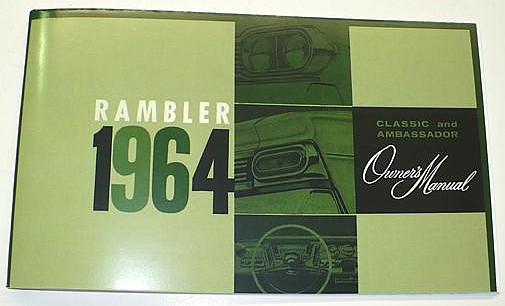 RAMBLER
1964
CLASSIC and
AMBASSADOR
Owner's Manual